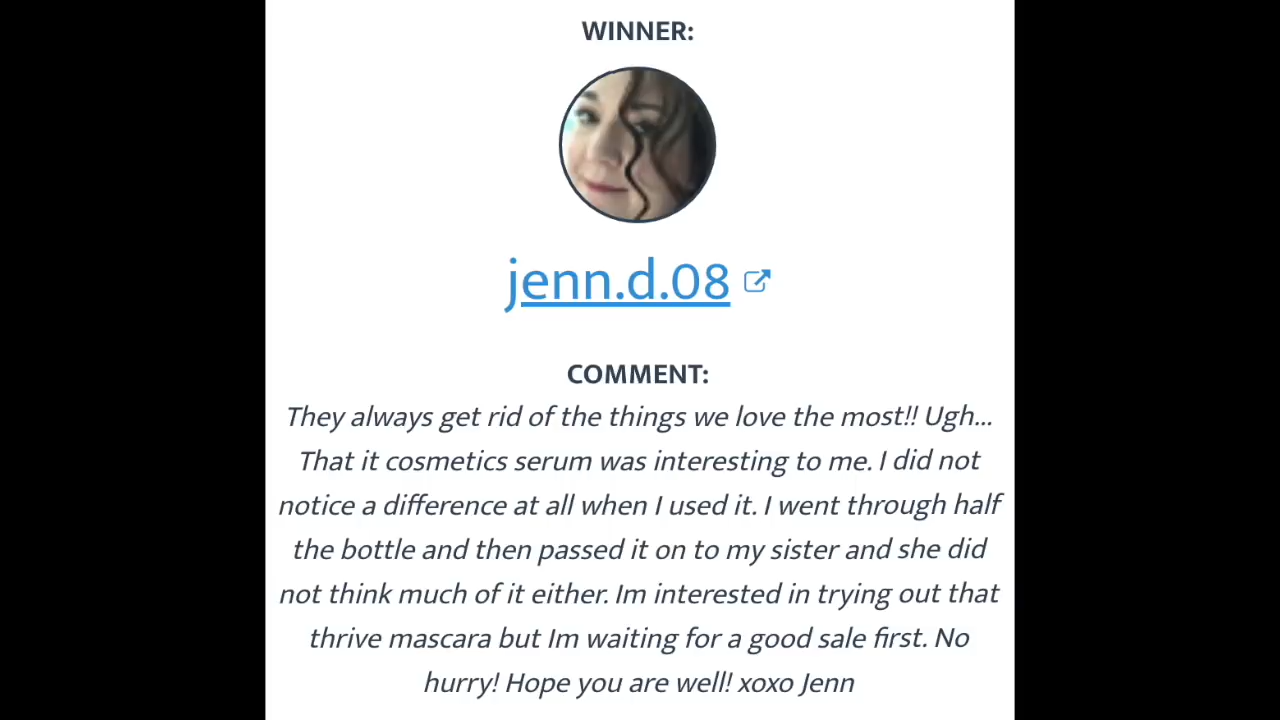 WINNER:
jenn.d.08
COMMENT:
They always get rid of the things we love the most!! Ugh...
That it cosmetics serum was interesting to me. I did not
notice a difference at all when I used it. I went through half
the bottle and then passed it on to my sister and she did
not think much of it either. Im interested in trying out that
thrive mascara but Im waiting for a good sale first. No
hurry! Hope you are well! xoxo Jenn